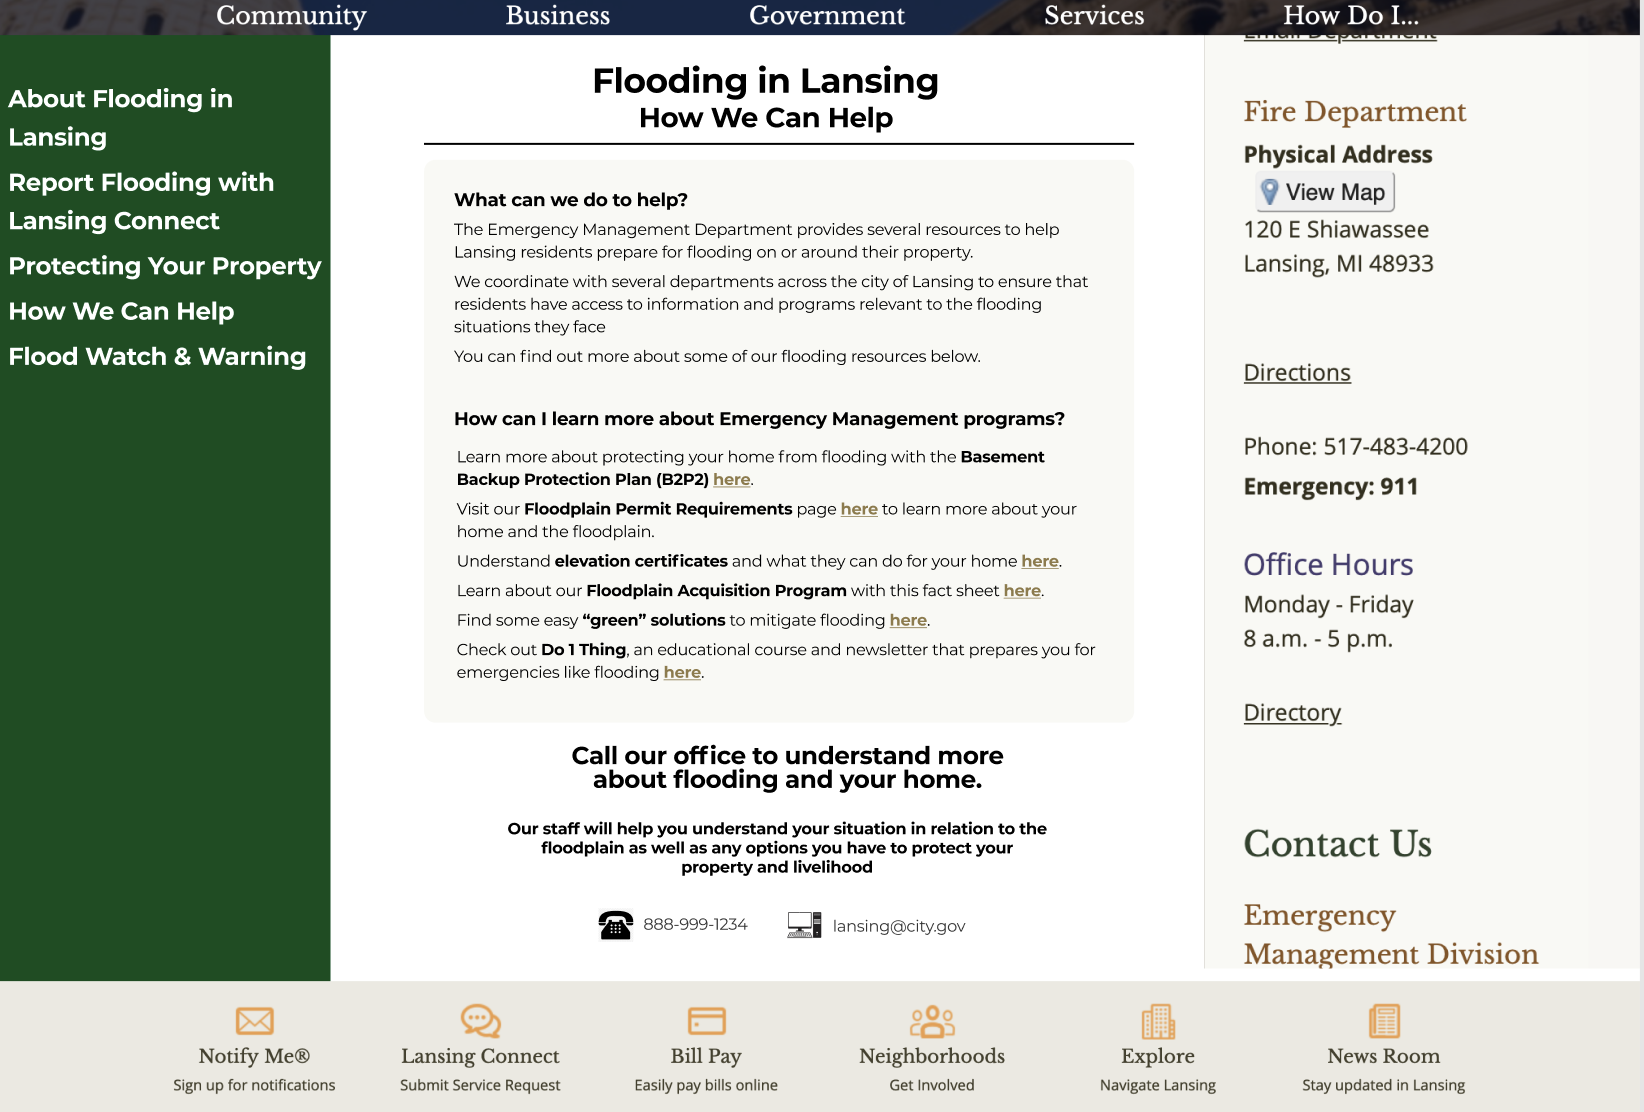 Community
Business
Government
Services
How Do I...
About Flooding in
Lansing
Report Flooding with
Lansing Connect
Protecting Your Property
How We Can Help
Flood Watch & Warning
Flooding in Lansing
How We Can Help
What can we do to help?
The Emergency Management Department provides several resources to help
Lansing residents prepare for flooding on or around their property.
We coordinate with several departments across the city of Lansing to ensure that
residents have access to information and programs relevant to the flooding
situations they face
You can find out more about some of our flooding resources below.
How can I learn more about Emergency Management programs?
Learn more about protecting your home from flooding with the Basement
Backup Protection Plan (B2P2) here.
Visit our Floodplain Permit Requirements page here to learn more about your
home and the floodplain.
Understand elevation certificates and what they can do for your home here.
Learn about our Floodplain Acquisition Program with this fact sheet here.
Find some easy “green” solutions to mitigate flooding here.
Check out Do 1 Thing, an educational course and newsletter that prepares you for
emergencies like flooding here.
Call our office to understand more
about flooding and your home.
Our staff will help you understand your situation in relation to the
floodplain as well as any options you have to protect your
property and livelihood
888-999-1234
lansing@city.gov
Email Department
Fire Department
Physical Address
View Map
120 E Shiawassee
Lansing, MI 48933
Directions
Phone: 517-483-4200
Emergency: 911
Office Hours
Monday - Friday
8 a.m. - 5 p.m.
Directory
Contact Us
Emergency
Management Division
Notify Me®
Sign up for notifications
Lansing Connect
Submit Service Request
Bill Pay
Easily pay bills online
Neighborhoods
Get Involved
Explore
Navigate Lansing
News Room
Stay updated in Lansing